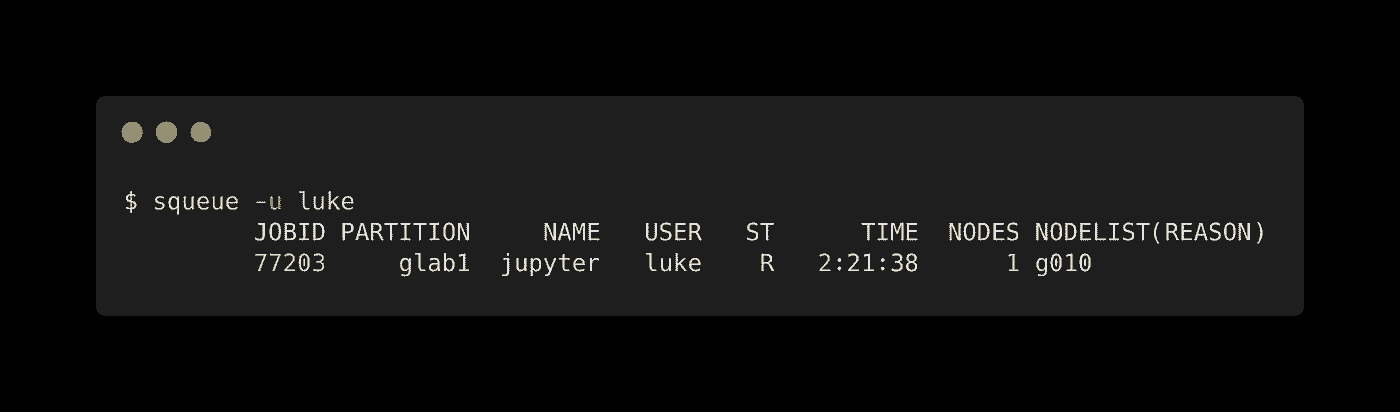 $ squeue -u luke
JOBID PARTITION NAME USER ST TIME NODES NODELIST(REASON)
77203 glab1 jupyter luke R 2:21:38 1 g010